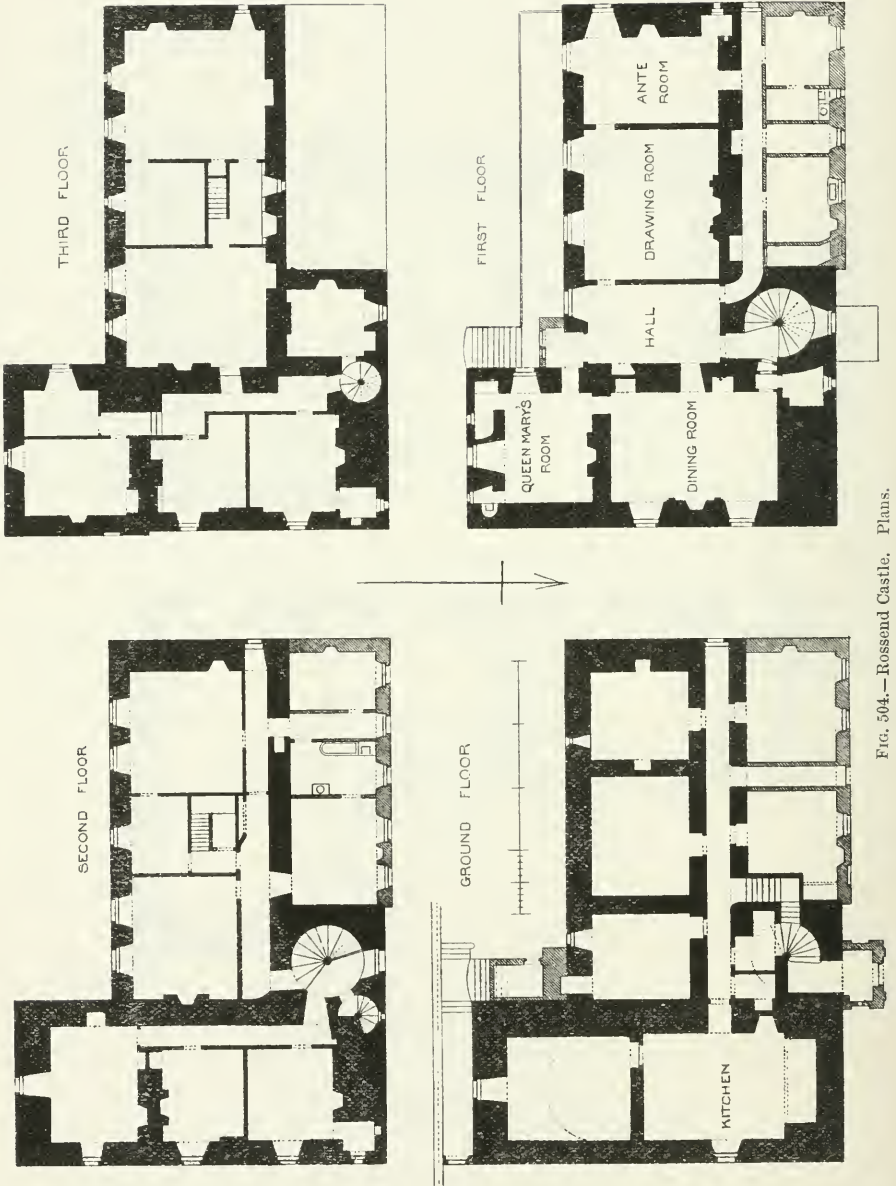 THIRD FLOOR
FIRST FLOOR
ANTE
ROOM
DRAWING ROOM
HALL
QUEEN MARY'S
ROOM
DINING ROOM
SECOND FLOOR
GROUND FLOOR
KITCHEN
FIG. 504.—Rossend Castle. Plans.